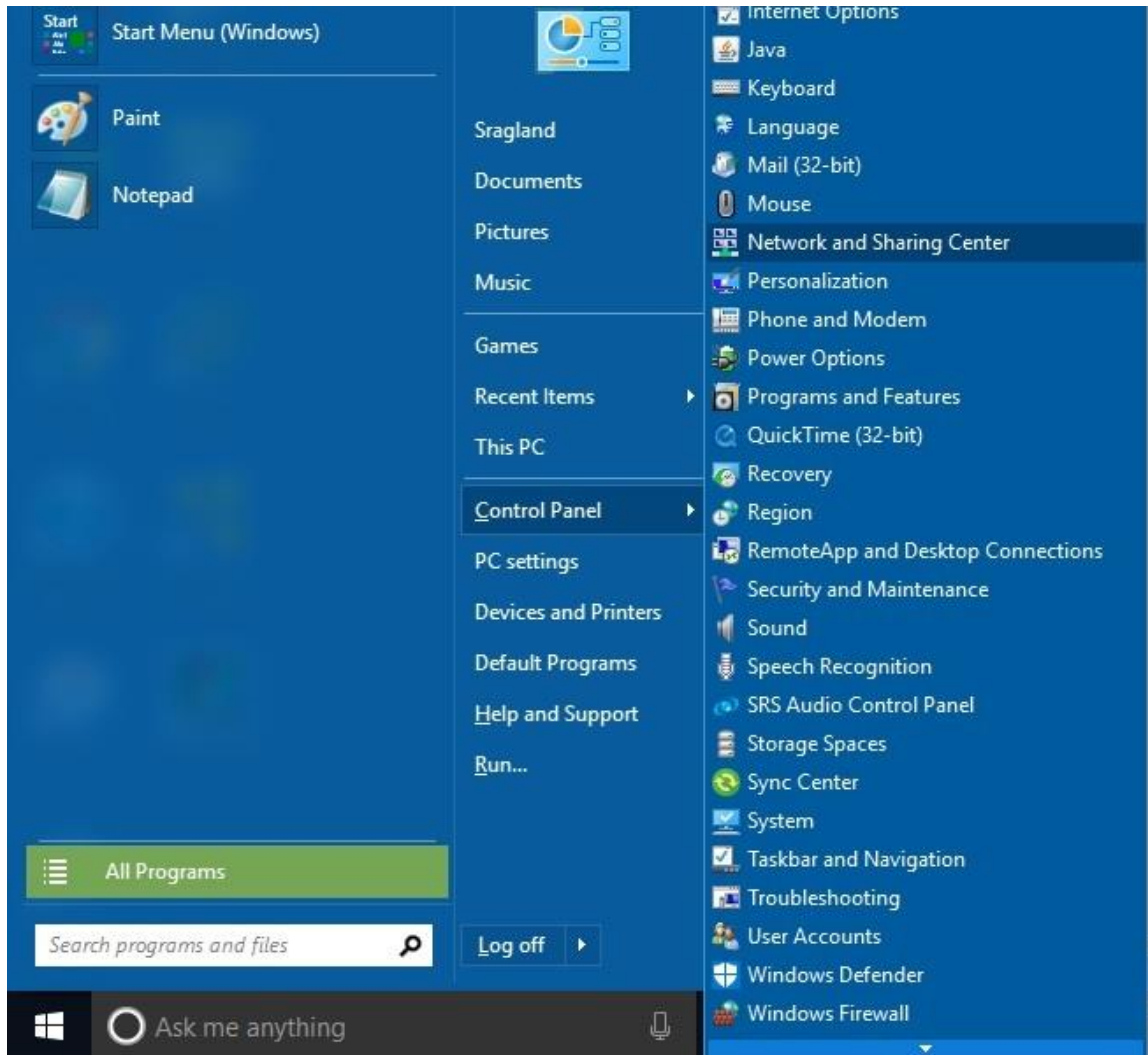 Start
Start Menu (Windows)
Paint
Notepad
All Programs
Search programs and files
Sragland
Documents
Pictures
Music
Games
Recent Items
This PC
Control Panel
PC settings
Devices and Printers
Default Programs
Help and Support
Run...
Log off
Internet Options
Java
Keyboard
Language
Mail (32-bit)
Mouse
Network and Sharing Center
Personalization
Phone and Modem
Power Options
Programs and Features
QuickTime (32-bit)
Recovery
Region
RemoteApp and Desktop Connections
Security and Maintenance
Sound
Speech Recognition
SRS Audio Control Panel
Storage Spaces
Sync Center
System
Taskbar and Navigation
Troubleshooting
User Accounts
Windows Defender
Windows Firewall
Ask me anything